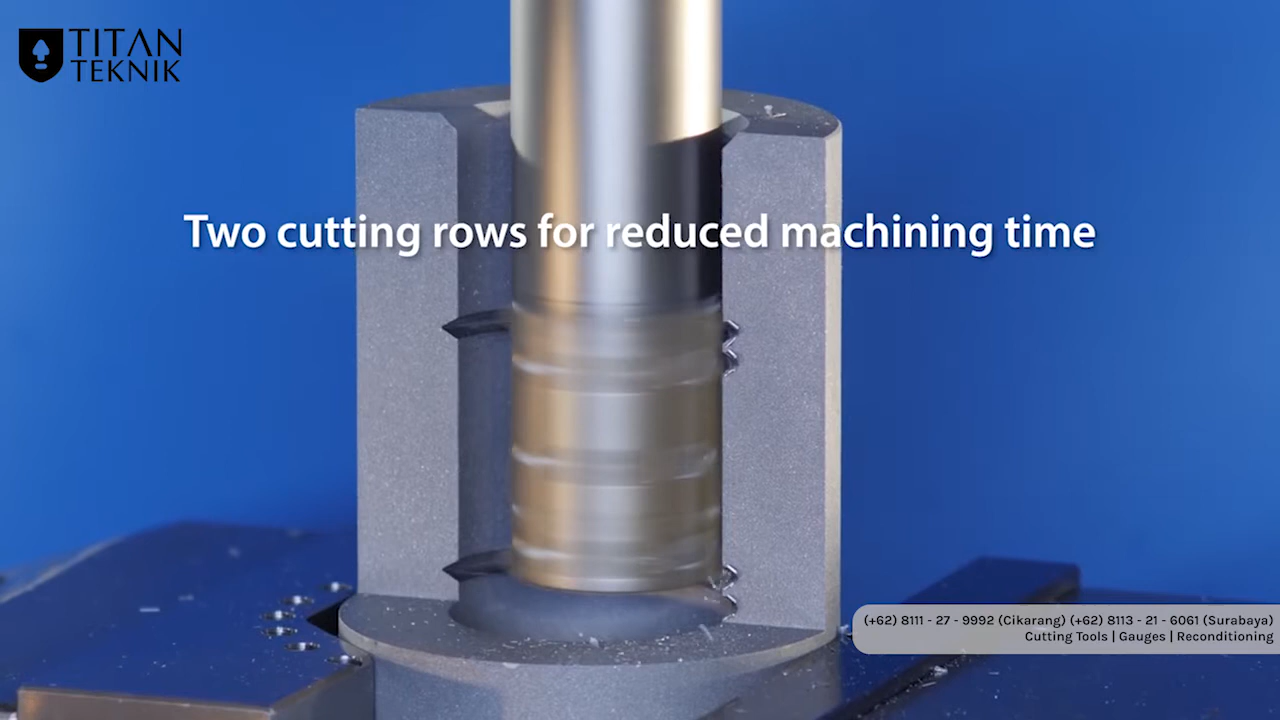 TITAN
TEKNIK
Two cutting rows for reduced machining time
(+62) 8111 - 27 - 9992 (Cikarang) (+62) 8113 - 21 - 6061 (Surabaya)
Cutting Tools | Gauges | Reconditioning